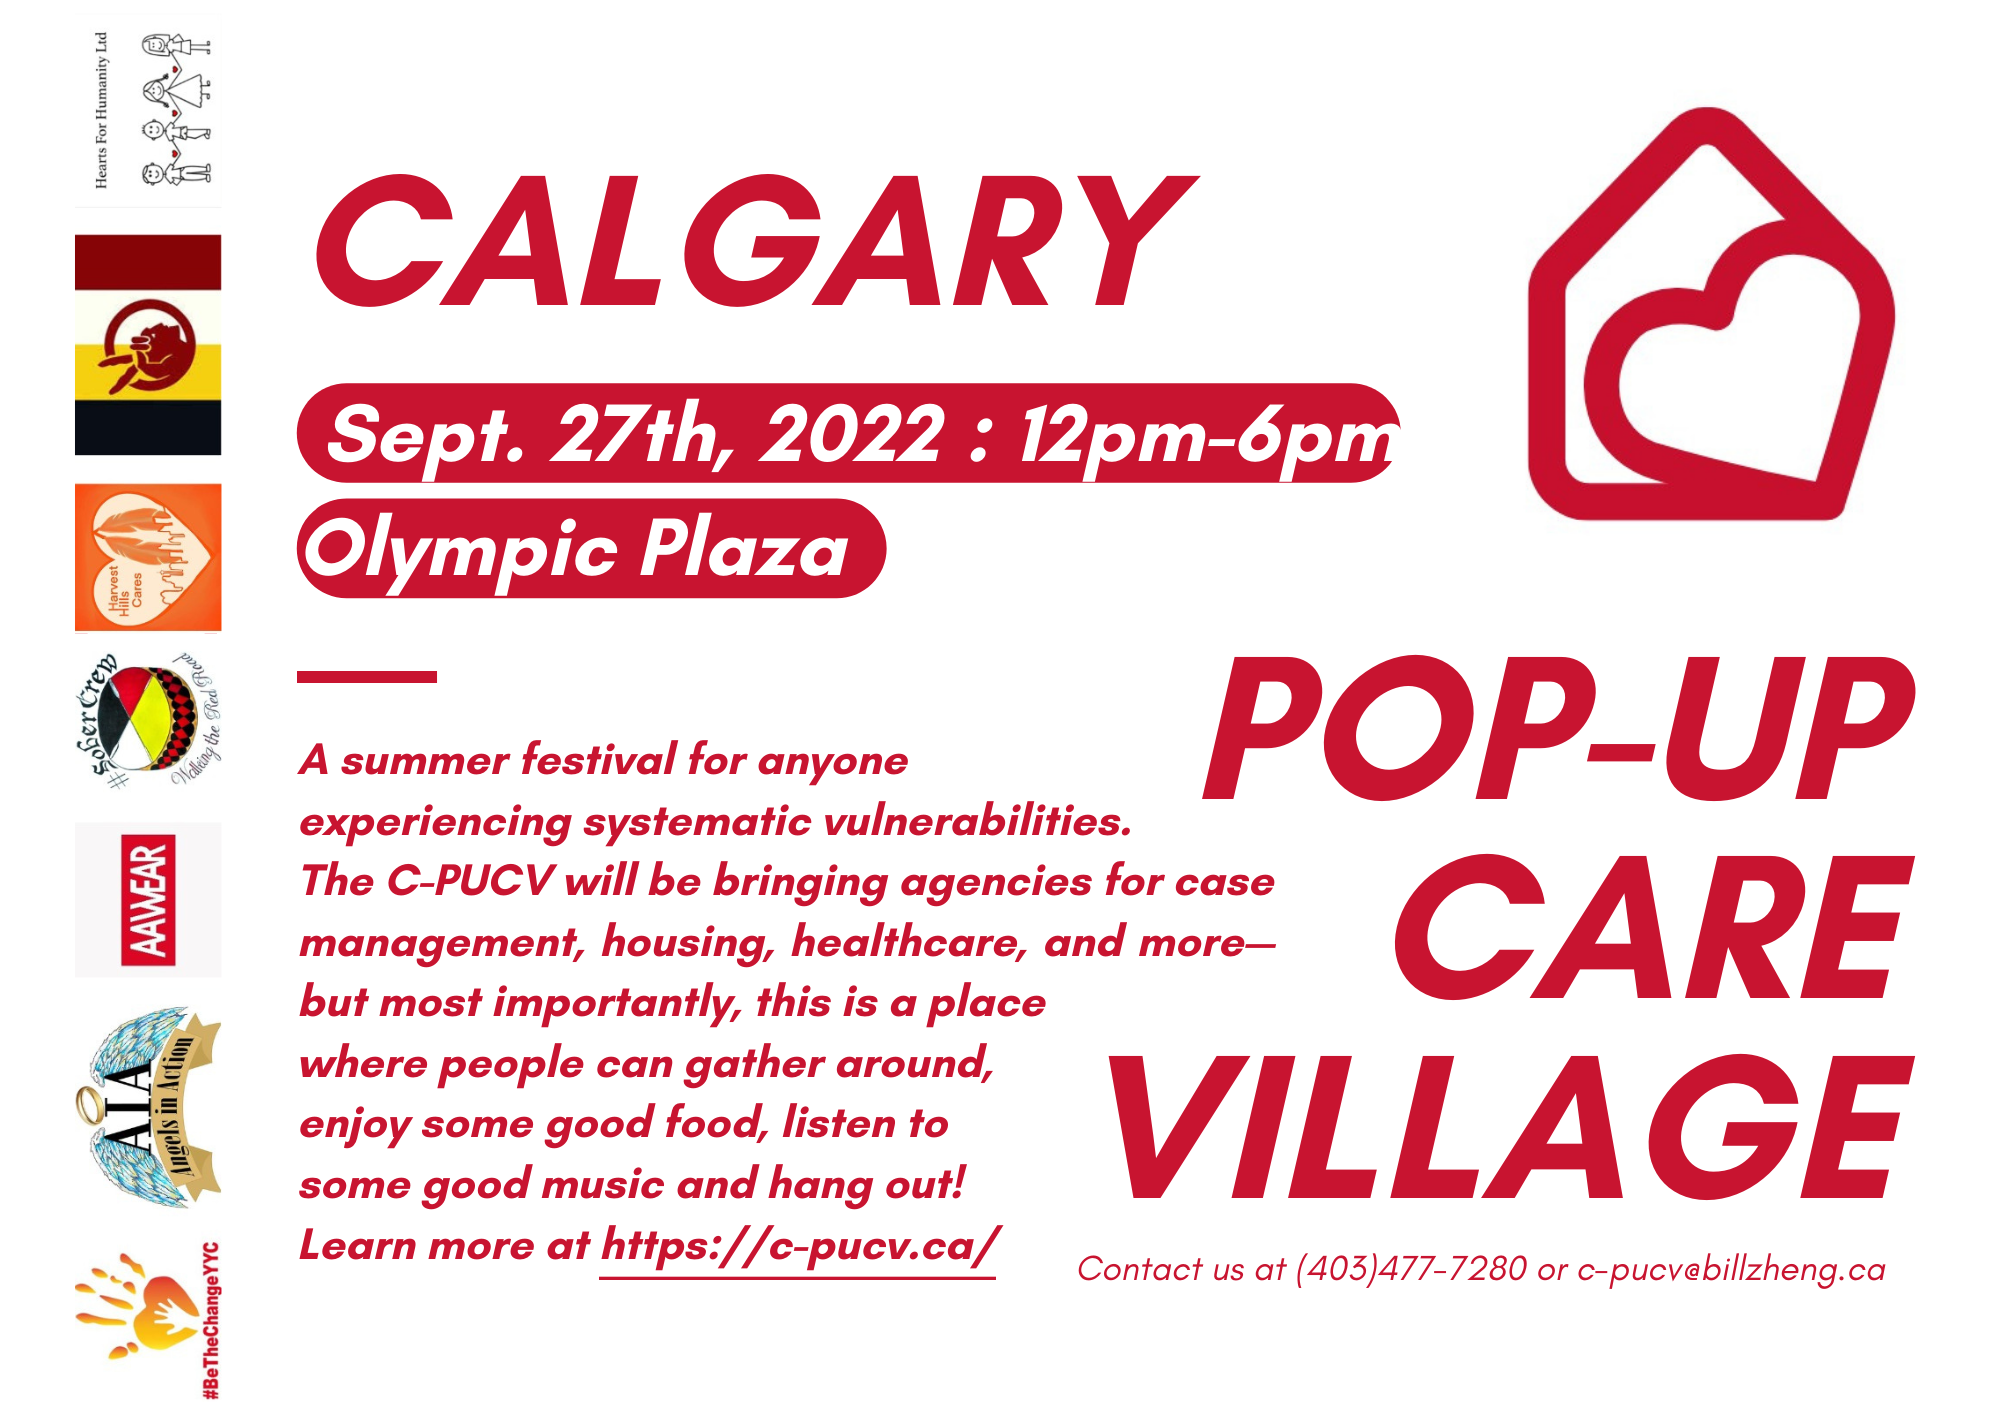 Hearts For Humanity Ltd
Harvest
Hills
Cares
#SoberCrew
Walking the Red Road
AAWEAR
AIA
Angels in Action
#BeTheChangeYYC
CALGARY
Sept. 27th, 2022 : 12pm-6pm
Olympic Plaza
A summer festival for anyone
experiencing systematic vulnerabilities.
The C-PUCV will be bringing agencies for case
management, housing, healthcare, and more—
but most importantly, this is a place
where people can gather around,
enjoy some good food, listen to
some good music and hang out!
Learn more at https://c-pucv.ca/
POP-UP
CARE
VILLAGE
Contact us at (403)477-7280 or c-pucv@billzheng.ca